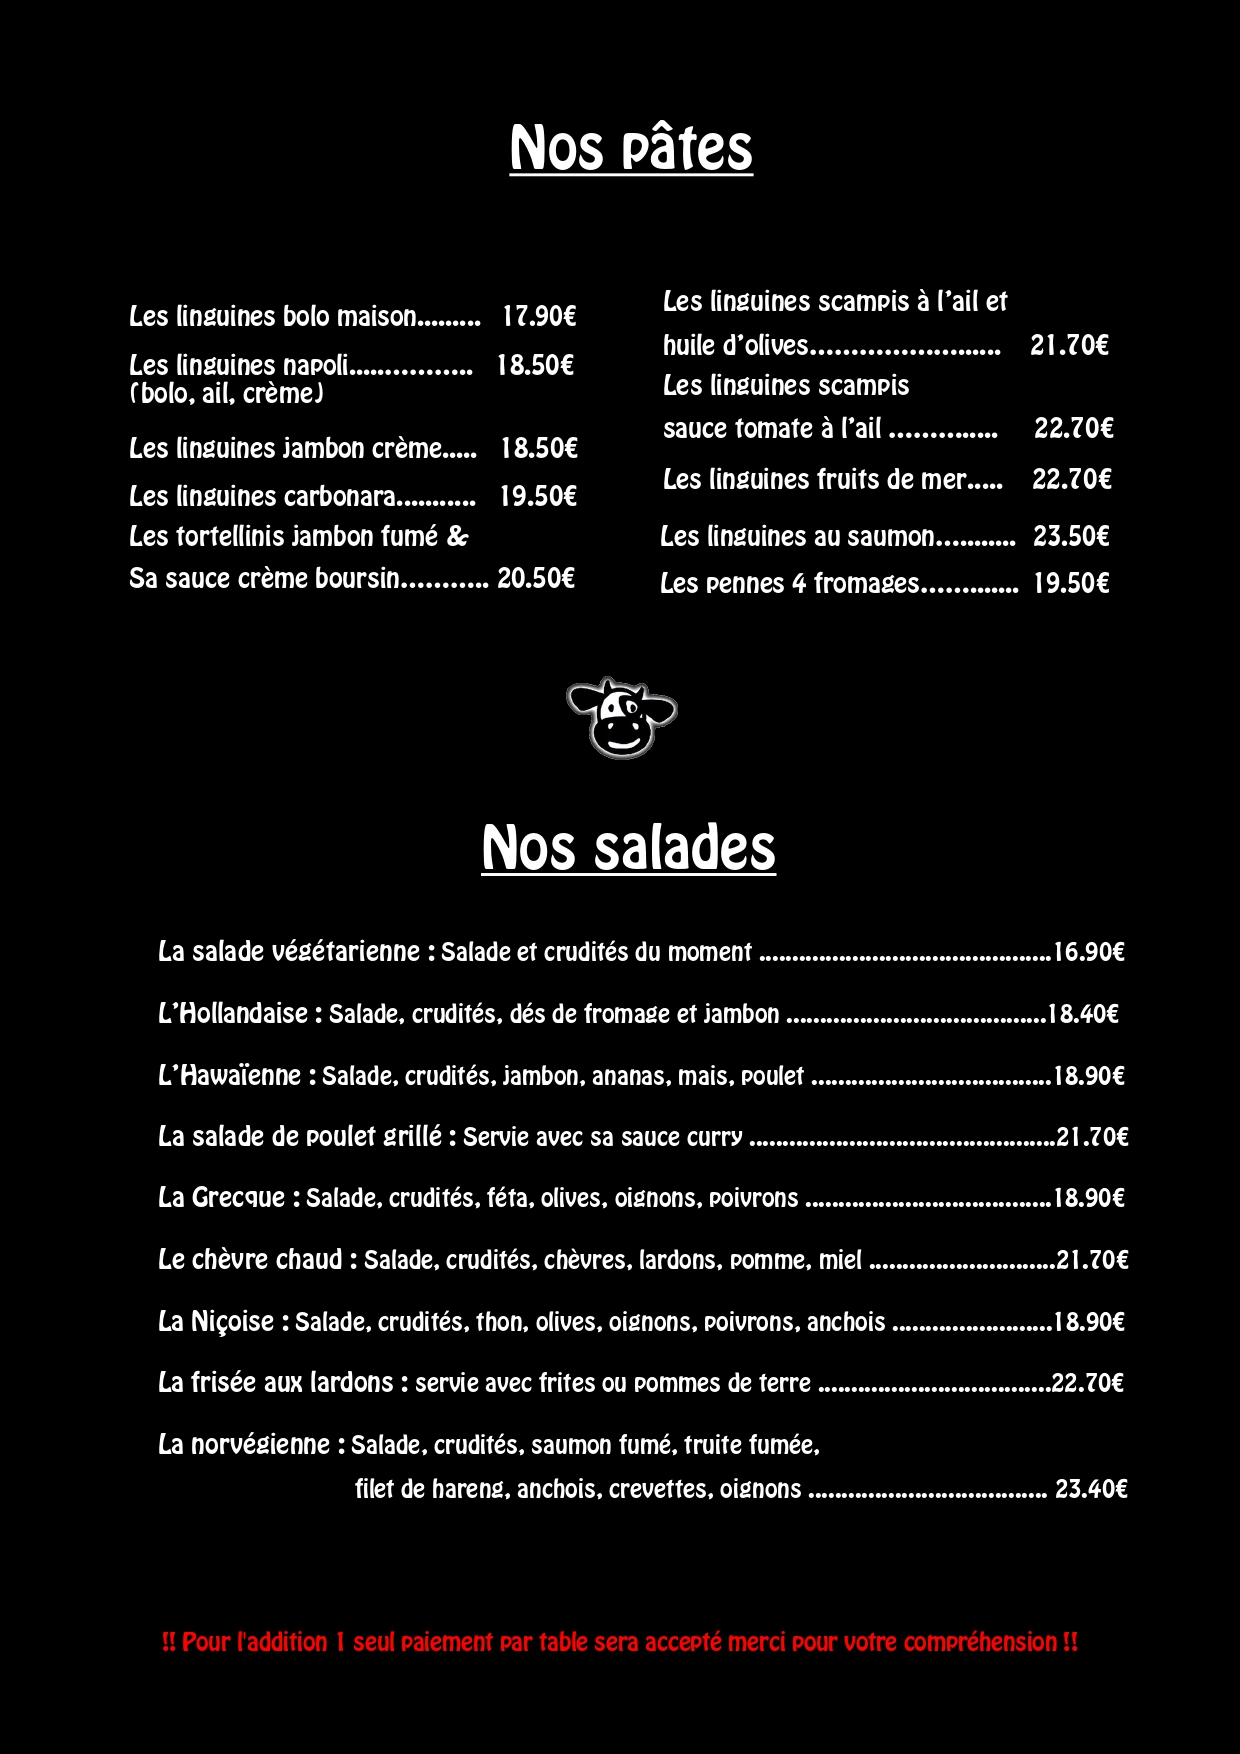 Nos pâtes
Les linguines bolo maison......... 17.90€
Les linguines napoli............... 18.50€
(bolo, ail, crème)
Les linguines jambon crème..... 18.50€
Les linguines carbonara........... 19.50€
Les tortellinis jambon fumé &
Sa sauce crème boursin........... 20.50€
Les linguines scampis à l’ail et
huile d’olives....................... 21.70€
Les linguines scampis
sauce tomate à l’ail ............. 22.70€
Les linguines fruits de mer..... 22.70€
Les linguines au saumon.......... 23.50€
Les pennes 4 fromages............ 19.50€
Nos salades
La salade végétarienne : Salade et crudités du moment ............................................16.90€
L’Hollandaise : Salade, crudités, dés de fromage et jambon .......................................18.40€
L’Hawaïenne : Salade, crudités, jambon, ananas, mais, poulet ....................................18.90€
La salade de poulet grillé : Servie avec sa sauce curry ..............................................21.70€
La Grecque : Salade, crudités, féta, olives, oignons, poivrons .....................................18.90€
Le chèvre chaud : Salade, crudités, chèvres, lardons, pomme, miel ............................21.70€
La Niçoise : Salade, crudités, thon, olives, oignons, poivrons, anchois ........................18.90€
La frisée aux lardons : servie avec frites ou pommes de terre ...................................22.70€
La norvégienne : Salade, crudités, saumon fumé, truite fumée,
filet de hareng, anchois, crevettes, oignons .................................... 23.40€
!! Pour l'addition 1 seul paiement par table sera accepté merci pour votre compréhension !!